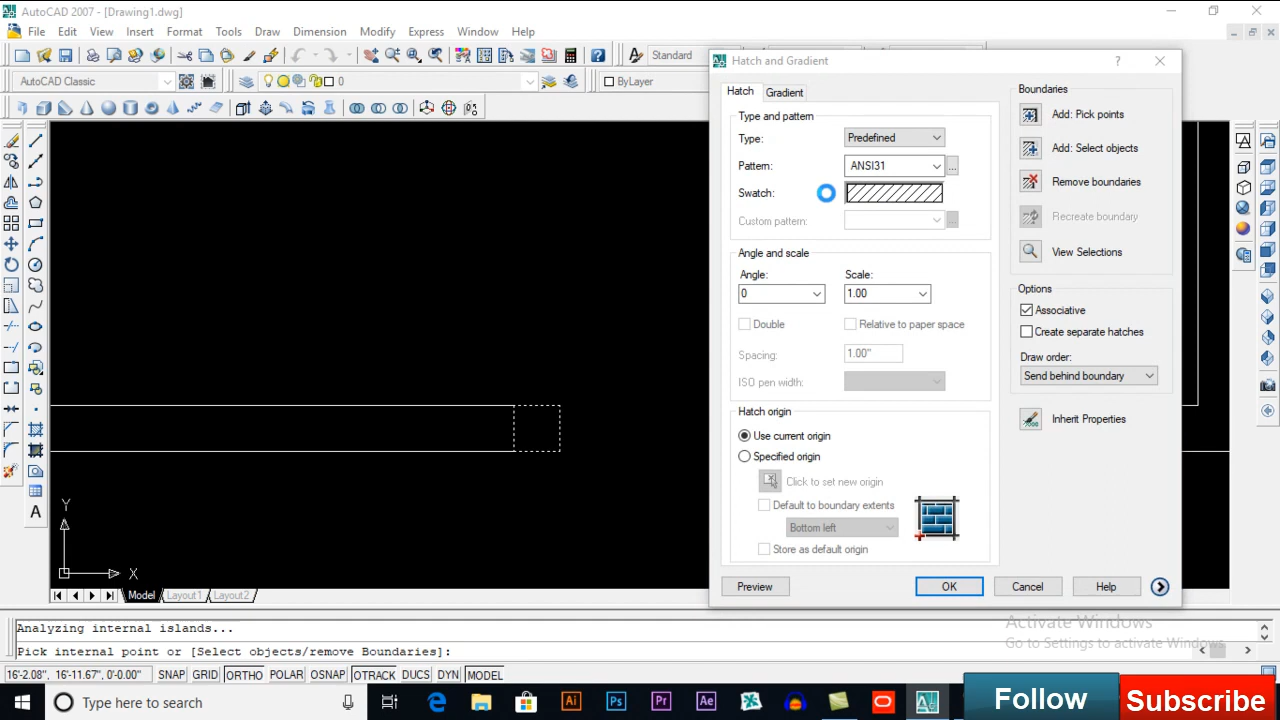 AutoCAD 2007 - [Drawing1.dwg]
File Edit View Insert Format Tools Draw Dimension Modify Express Window Help
Standard
AutoCAD Classic
0
ByLayer
Hatch and Gradient
Hatch Gradient
Type and pattern
Type: Predefined
Pattern: ANSI31
Swatch:
Custom pattern:
Angle and scale
Angle: Scale:
0 1.00
Double Relative to paper space
Spacing: 1.00"
ISO pen width:
Hatch origin
Use current origin
Specified origin
Click to set new origin
Default to boundary extents
Bottom left
Store as default origin
Boundaries
Add: Pick points
Add: Select objects
Remove boundaries
Recreate boundary
View Selections
Options
Associative
Create separate hatches
Draw order:
Send behind boundary
Inherit Properties
Preview OK Cancel Help
Y
X
Model Layout1 Layout2
Analyzing internal islands...
Pick internal point or [Select objects/remove Boundaries]:
Activate Windows
Go to Settings to activate Windows.
16'-2.08", 16'-11.67", 0'-0.00" SNAP GRID ORTHO POLAR OSNAP OTRACK DUCS DYN MODEL
Type here to search
Ai Ps Pr Ae
Follow
Subscribe